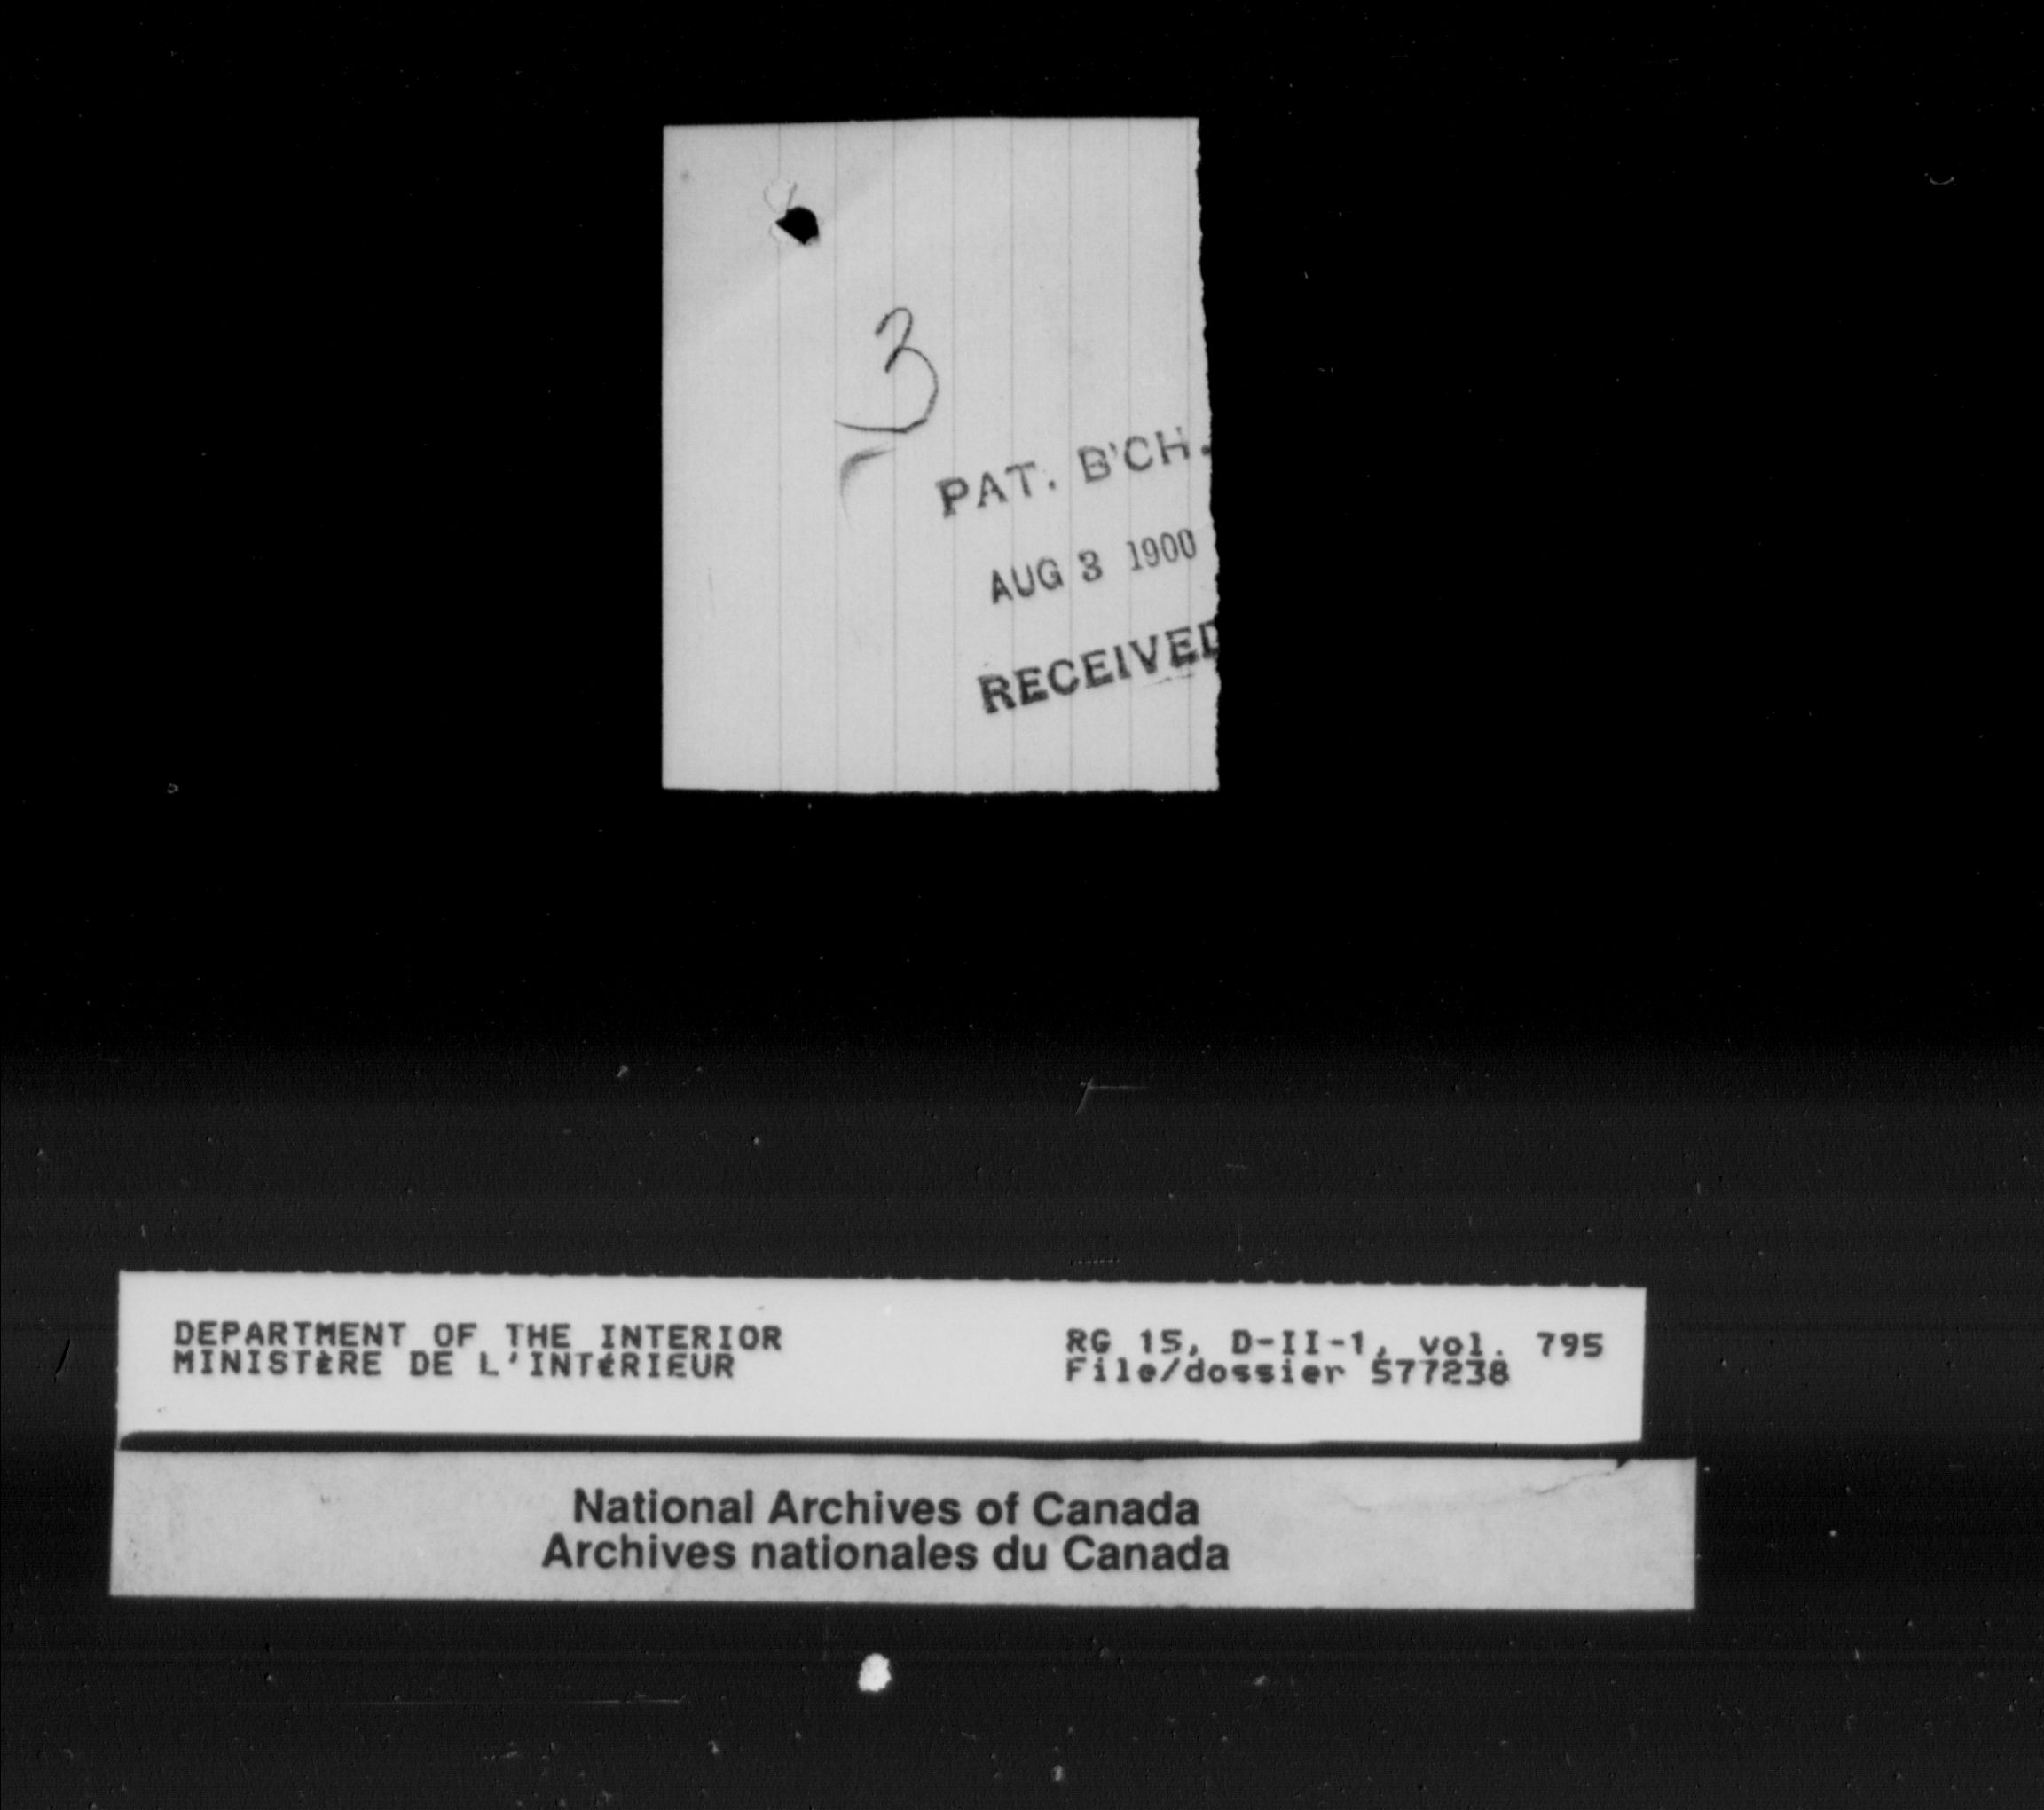 3
PAT. B'CH.
AUG 3 1900
RECEIVED
DEPARTMENT OF THE INTERIOR
MINISTÈRE DE L'INTÉRIEUR
RG 15, D-II-1, vol. 795
File/dossier 577238
National Archives of Canada
Archives nationales du Canada